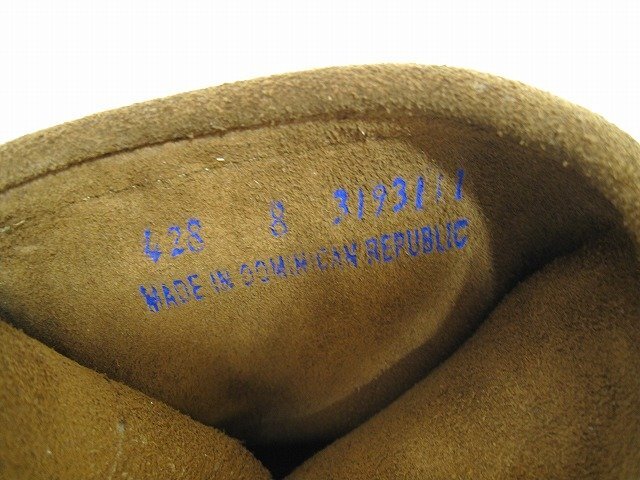 428 8 3193111
MADE IN DOMINICAN REPUBLIC